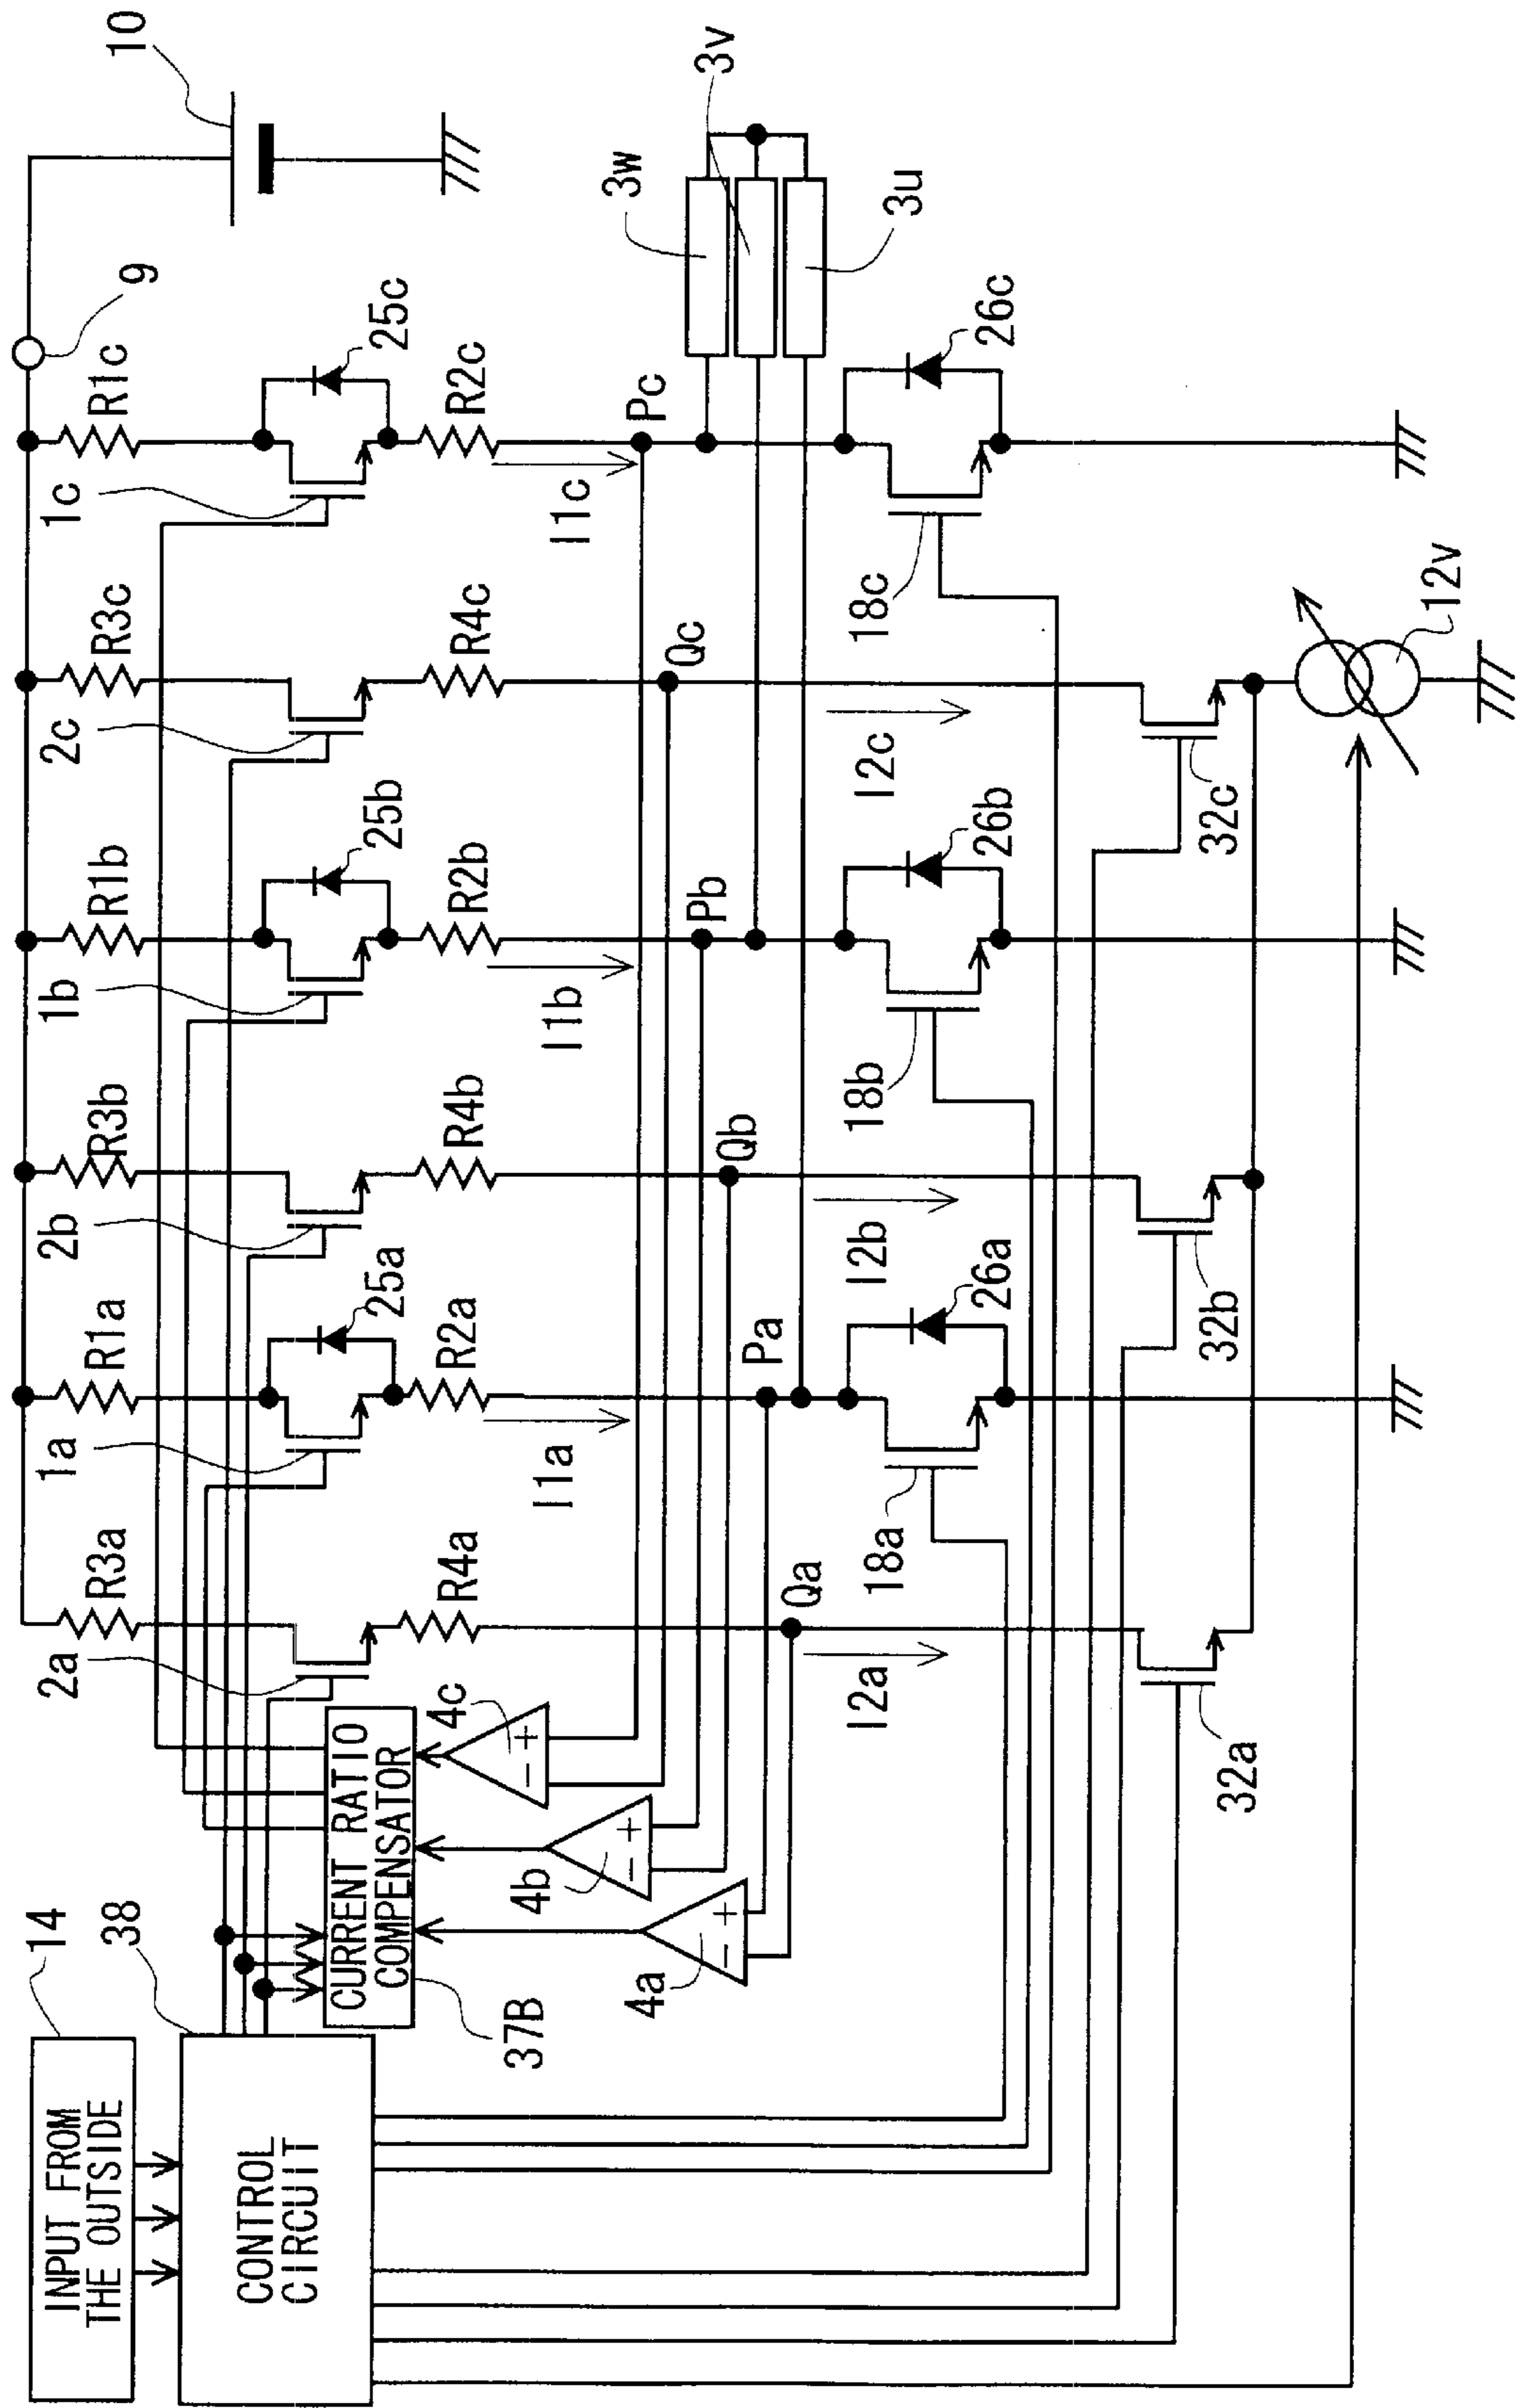 INPUT FROM
THE OUTSIDE
14
CONTROL
CIRCUIT
38
CURRENT RATIO
COMPENSATOR
37B
10
9
R3a
R1a
R3b
R1b
R3c
R1c
2a
1a
2b
1b
2c
1c
25a
25b
25c
R4a
R2a
R4b
R2b
R4c
R2c
I1a
I1b
I1c
4c
- +
4b
- +
4a
- +
Qa
Pa
Qb
Pb
Qc
Pc
3w
3v
3u
I2a
I2b
I2c
18a
18b
18c
26a
26b
26c
32a
32b
32c
12v